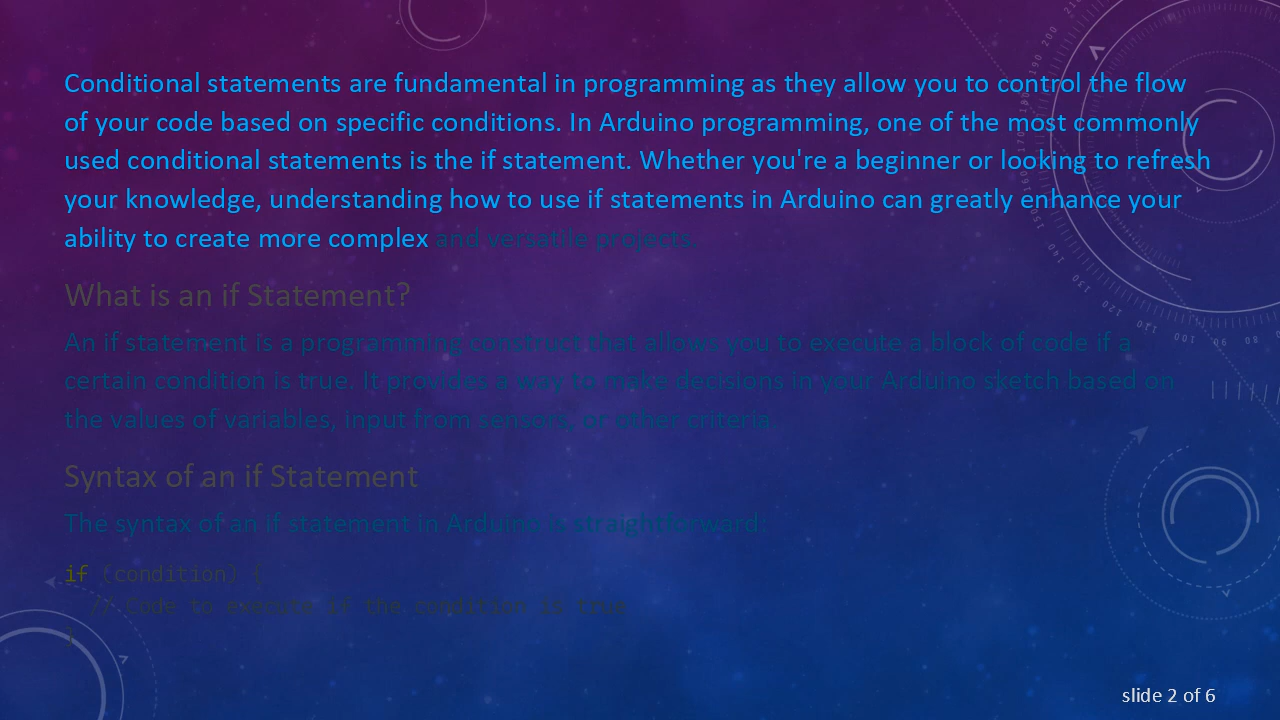 Conditional statements are fundamental in programming as they allow you to control the flow
of your code based on specific conditions. In Arduino programming, one of the most commonly
used conditional statements is the if statement. Whether you're a beginner or looking to refresh
your knowledge, understanding how to use if statements in Arduino can greatly enhance your
ability to create more complex and versatile projects.
What is an if Statement?
An if statement is a programming construct that allows you to execute a block of code if a
certain condition is true. It provides a way to make decisions in your Arduino sketch based on
the values of variables, input from sensors, or other criteria.
Syntax of an if Statement
The syntax of an if statement in Arduino is straightforward:
if (condition) {
// Code to execute if the condition is true
}
slide 2 of 6